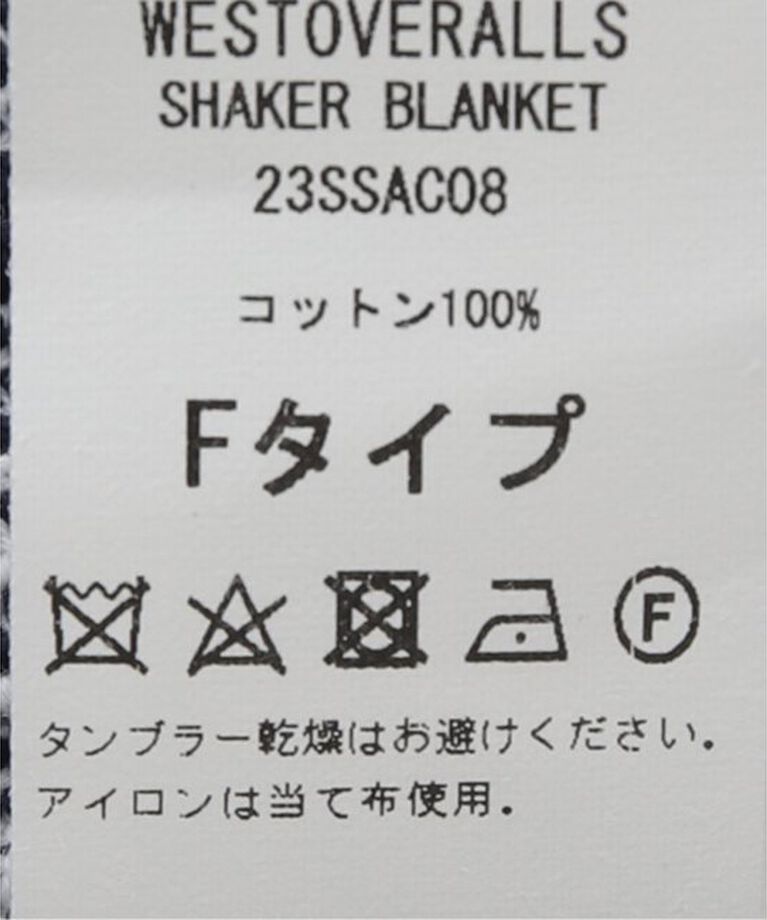 WESTOVERALLS
SHAKER BLANKET
23SSAC08
コットン100%
Fタイプ
F
タンブラー乾燥はお避けください。
アイロンは当て布使用.